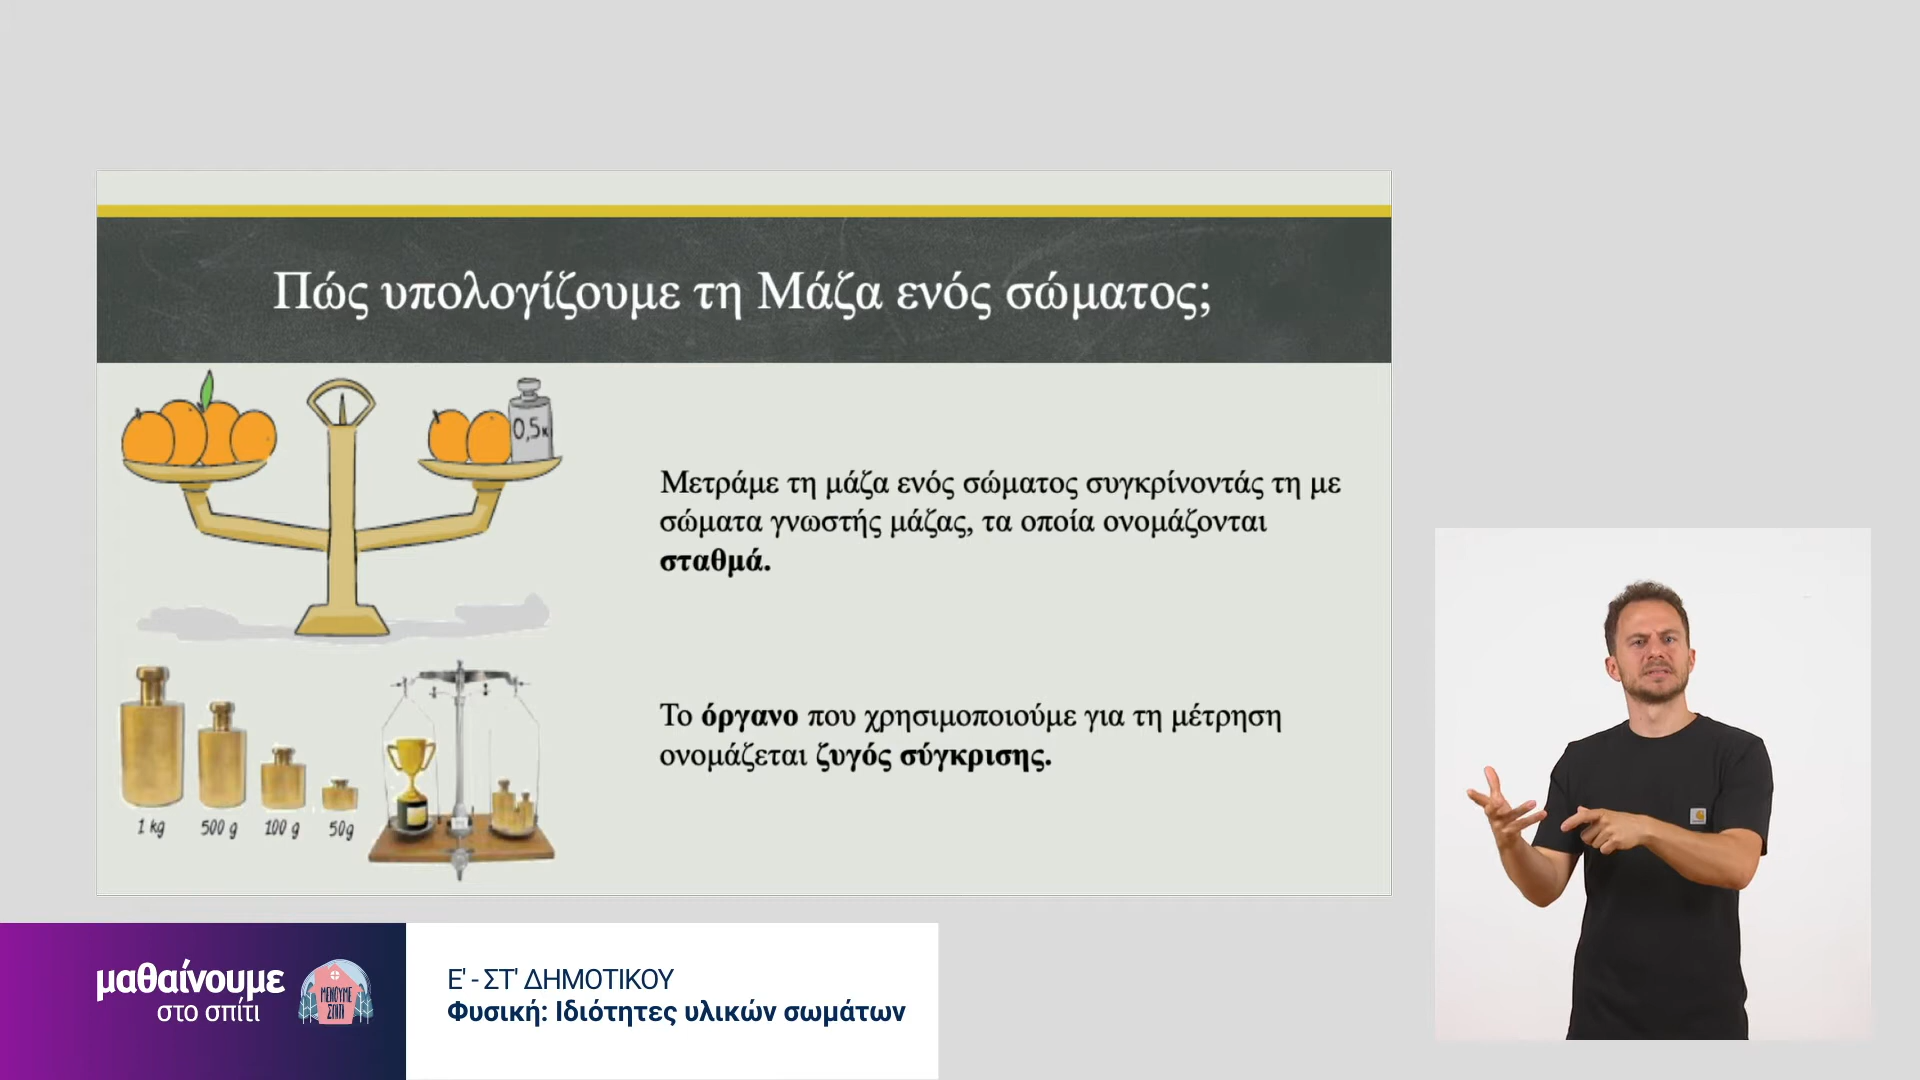 Πώς υπολογίζουμε τη Μάζα ενός σώματος;
0,5κ
Μετράμε τη μάζα ενός σώματος συγκρίνοντάς τη με
σώματα γνωστής μάζας, τα οποία ονομάζονται
σταθμά.
Το όργανο που χρησιμοποιούμε για τη μέτρηση
ονομάζεται ζυγός σύγκρισης.
1 kg
500 g
100 g
50g
μαθαίνουμε
στο σπίτι
ΜΕΝΟΥΜΕ
ΣΠΙΤΙ
Ε' - ΣΤ' ΔΗΜΟΤΙΚΟΥ
Φυσική: Ιδιότητες υλικών σωμάτων